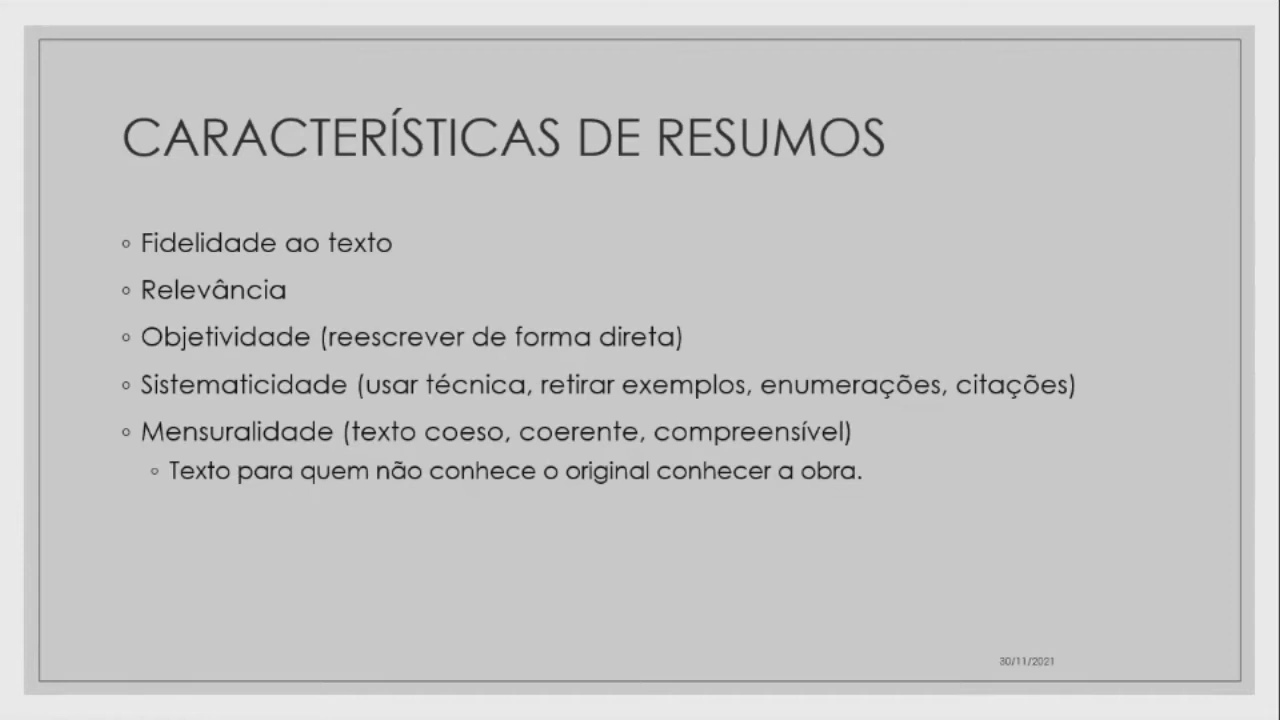 CARACTERÍSTICAS DE RESUMOS
◦ Fidelidade ao texto
◦ Relevância
◦ Objetividade (reescrever de forma direta)
◦ Sistematicidade (usar técnica, retirar exemplos, enumerações, citações)
◦ Mensuralidade (texto coeso, coerente, compreensível)
◦ Texto para quem não conhece o original conhecer a obra.
30/11/2021